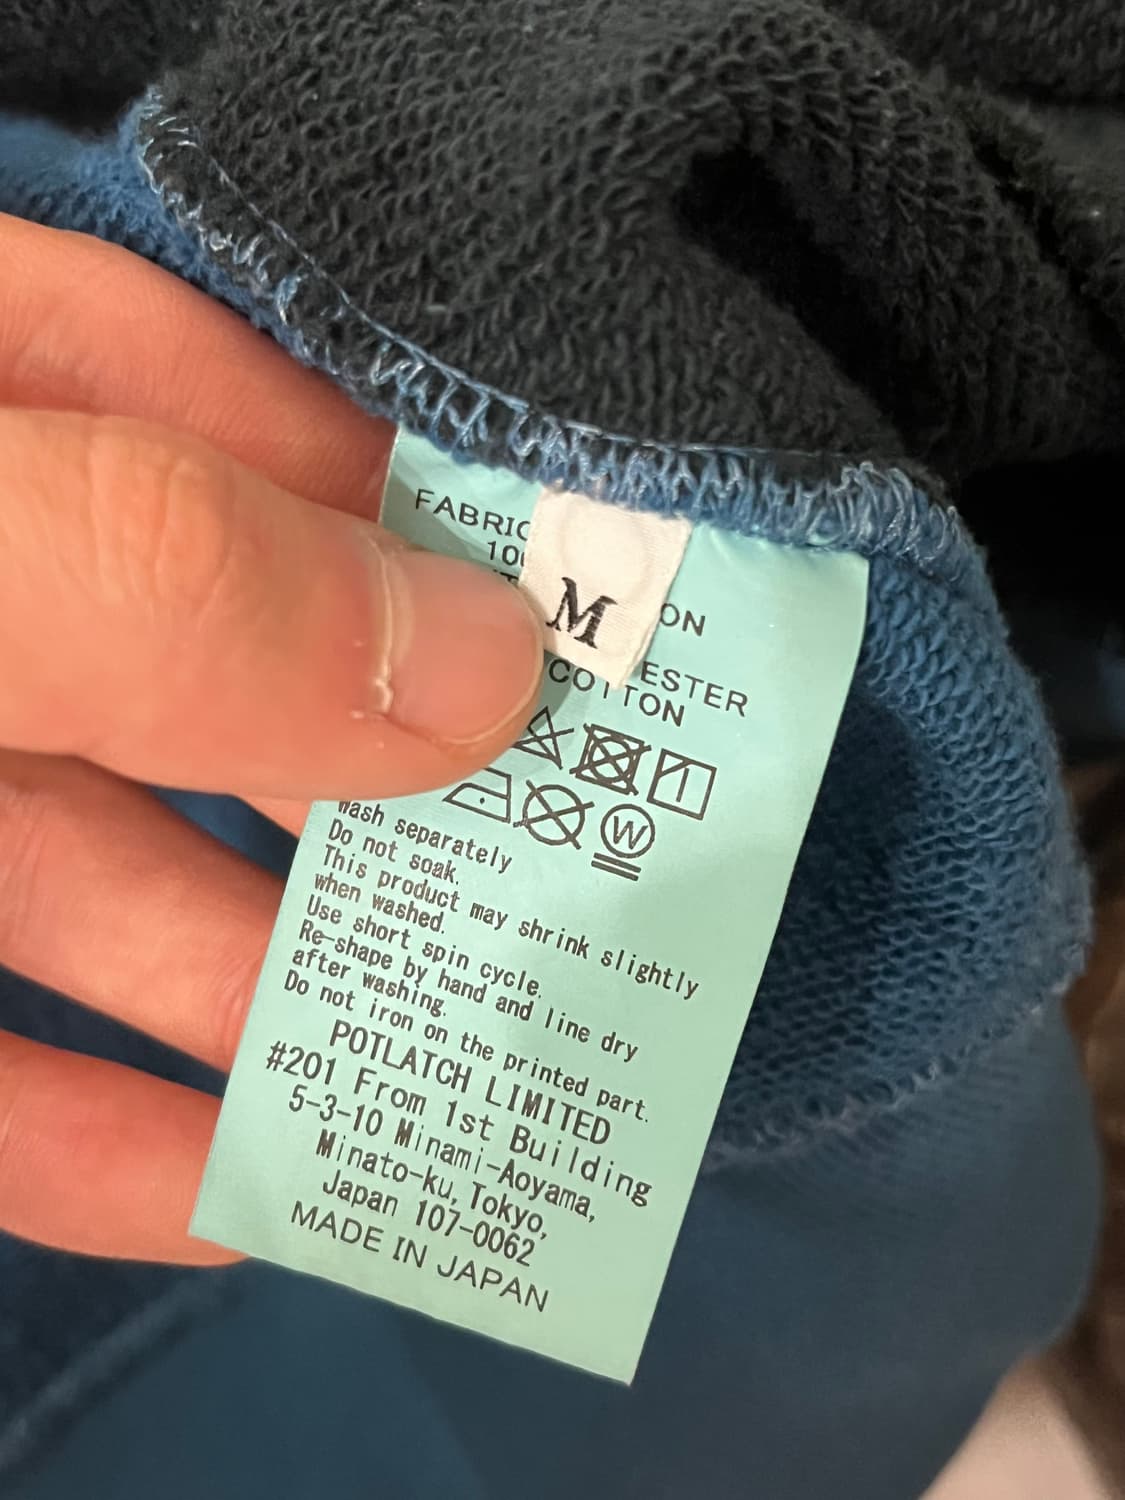 FABRIC
M
ON
ESTER
COTTON
W
wash separately
Do not soak.
This product may shrink slightly
when washed.
Use short spin cycle.
Re-shape by hand and line dry
after washing.
Do not iron on the printed part.
POTLATCH LIMITED
#201 From 1st Building
5-3-10 Minami-Aoyama,
Minato-ku, Tokyo,
Japan 107-0062
MADE IN JAPAN